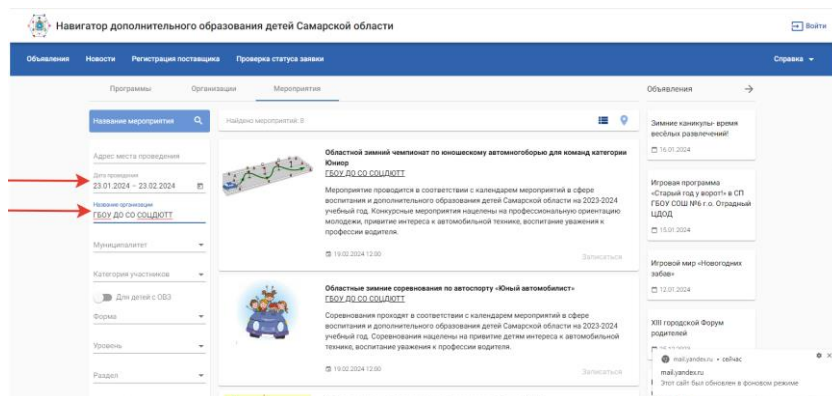 Навигатор дополнительного образования детей Самарской области
Войти
Объявления Новости Регистрация поставщика Проверка статуса заявки
Справка
Программы Организации Мероприятия
Название мероприятия
Найдено мероприятий: 8
Адрес места проведения
Дата проведения
23.01.2024 – 23.02.2024
Название организации
ГБОУ ДО СО СОЦДЮТТ
Муниципалитет
Категория участников
Для детей с ОВЗ
Форма
Уровень
Раздел
Областной зимний чемпионат по юношескому автомногоборью для команд категории
Юниор
ГБОУ ДО СО СОЦДЮТТ
Мероприятие проводится в соответствии с календарем мероприятий в сфере
воспитания и дополнительного образования детей Самарской области на 2023-2024
учебный год. Конкурсные мероприятия нацелены на профессиональную ориентацию
молодежи, привитие интереса к автомобильной технике, воспитание уважения к
профессии водителя.
19.02.2024 12:00
Записаться
Областные зимние соревнования по автоспорту «Юный автомобилист»
ГБОУ ДО СО СОЦДЮТТ
Соревнования проходят в соответствии с календарем мероприятий в сфере
воспитания и дополнительного образования детей Самарской области на 2023-2024
учебный год. Соревнования нацелены на привитие детям интереса к автомобильной
технике, воспитание уважения к профессии водителя.
19.02.2024 12:00
Записаться
Объявления
Зимние каникулы- время
весёлых развлечений!
16.01.2024
Игровая программа
«Старый год у ворот!» в СП
ГБОУ СОШ №6 г.о. Отрадный
ЦДОД
15.01.2024
Игровой мир «Новогодних
забав»
12.01.2024
XIII городской Форум
родителей
mail.yandex.ru • сейчас
mail.yandex.ru
Этот сайт был обновлен в фоновом режиме